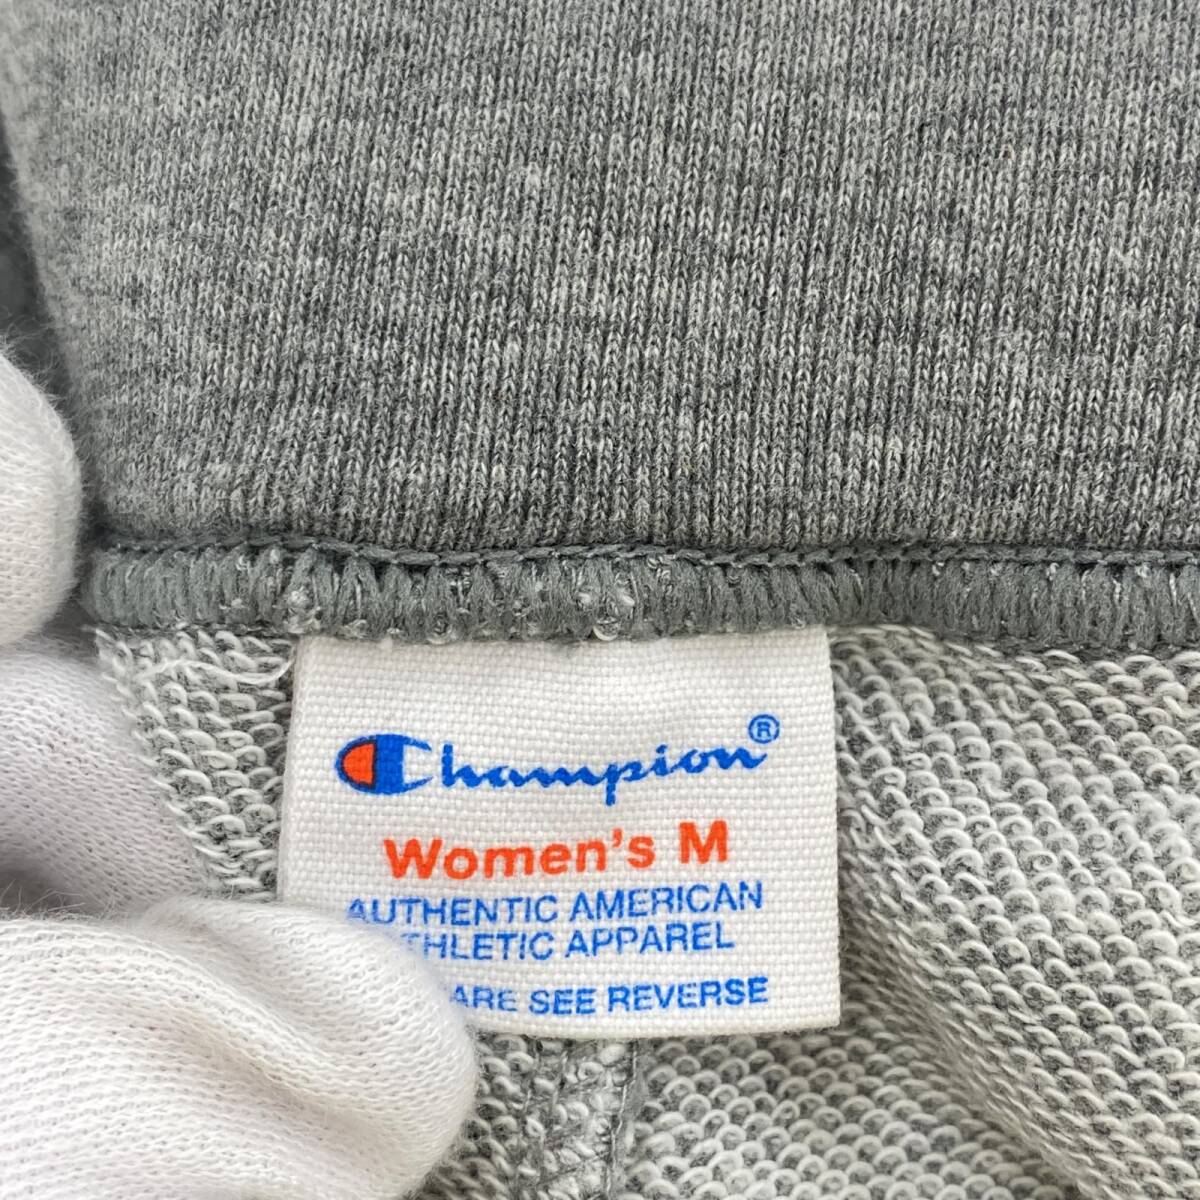 Champion®
Women's M
AUTHENTIC AMERICAN
THLETIC APPAREL
ARE SEE REVERSE